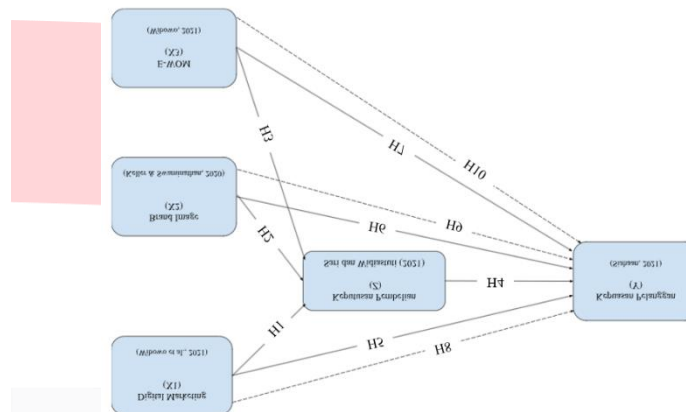 Digital Marketing
(X1)
(Wibowo et al., 2021)
H8
H5
H1
Keputusan Pembelian
(Z)
Sari dan Widiastuti (2021)
H4
Kepuasan Pelanggan
(Y)
(Siahaan, 2021)
Brand Image
(X2)
(Keller & Swaminathan, 2020)
H2
H6
H9
E-WOM
(X3)
(Wibowo, 2021)
H3
H7
H10